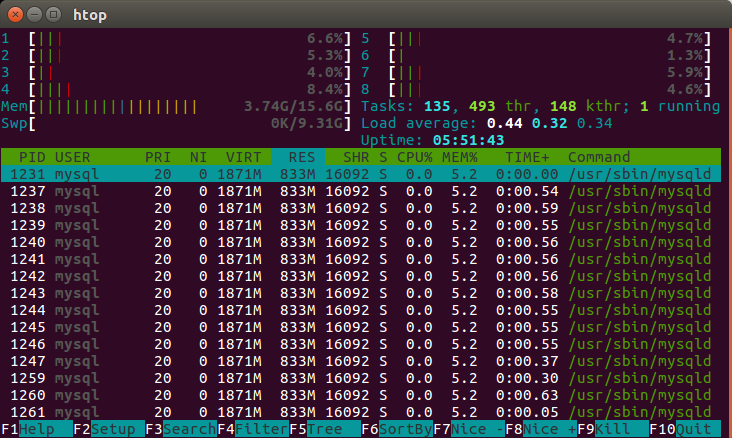 htop
1 [||| 6.6%] 5 [||| 4.7%]
2 [||| 5.3%] 6 [| 1.3%]
3 [|| 4.0%] 7 [||| 5.9%]
4 [|||| 8.4%] 8 [||| 4.6%]
Mem[||||||||||||||||||| 3.74G/15.6G] Tasks: 135, 493 thr, 148 kthr; 1 running
Swp[ 0K/9.31G] Load average: 0.44 0.32 0.34
Uptime: 05:51:43
PID USER PRI NI VIRT RES SHR S CPU% MEM% TIME+ Command
1231 mysql 20 0 1871M 833M 16092 S 0.0 5.2 0:00.00 /usr/sbin/mysqld
1237 mysql 20 0 1871M 833M 16092 S 0.0 5.2 0:00.54 /usr/sbin/mysqld
1238 mysql 20 0 1871M 833M 16092 S 0.0 5.2 0:00.59 /usr/sbin/mysqld
1239 mysql 20 0 1871M 833M 16092 S 0.0 5.2 0:00.55 /usr/sbin/mysqld
1240 mysql 20 0 1871M 833M 16092 S 0.0 5.2 0:00.56 /usr/sbin/mysqld
1241 mysql 20 0 1871M 833M 16092 S 0.0 5.2 0:00.56 /usr/sbin/mysqld
1242 mysql 20 0 1871M 833M 16092 S 0.0 5.2 0:00.56 /usr/sbin/mysqld
1243 mysql 20 0 1871M 833M 16092 S 0.0 5.2 0:00.58 /usr/sbin/mysqld
1244 mysql 20 0 1871M 833M 16092 S 0.0 5.2 0:00.55 /usr/sbin/mysqld
1245 mysql 20 0 1871M 833M 16092 S 0.0 5.2 0:00.55 /usr/sbin/mysqld
1246 mysql 20 0 1871M 833M 16092 S 0.0 5.2 0:00.55 /usr/sbin/mysqld
1247 mysql 20 0 1871M 833M 16092 S 0.0 5.2 0:00.37 /usr/sbin/mysqld
1259 mysql 20 0 1871M 833M 16092 S 0.0 5.2 0:00.30 /usr/sbin/mysqld
1260 mysql 20 0 1871M 833M 16092 S 0.0 5.2 0:00.63 /usr/sbin/mysqld
1261 mysql 20 0 1871M 833M 16092 S 0.0 5.2 0:00.05 /usr/sbin/mysqld
F1Help F2Setup F3SearchF4FilterF5Tree F6SortByF7Nice -F8Nice +F9Kill F10Quit